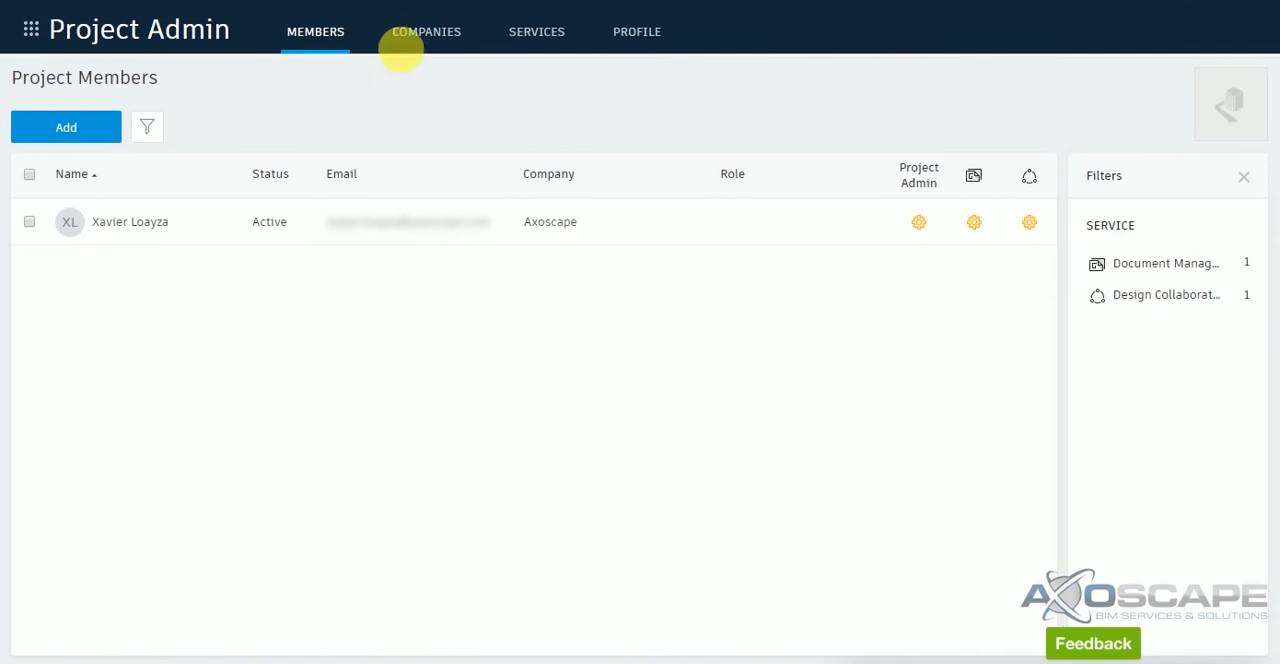 Project Admin
MEMBERS
COMPANIES
SERVICES
PROFILE
Project Members
Add
Name
Status
Email
Company
Role
Project
Admin
Filters
XL
Xavier Loayza
Active
Axoscape
SERVICE
Document Manag... 1
Design Collaborat... 1
AXOSCAPE
BIM SERVICES & SOLUTIONS
Feedback